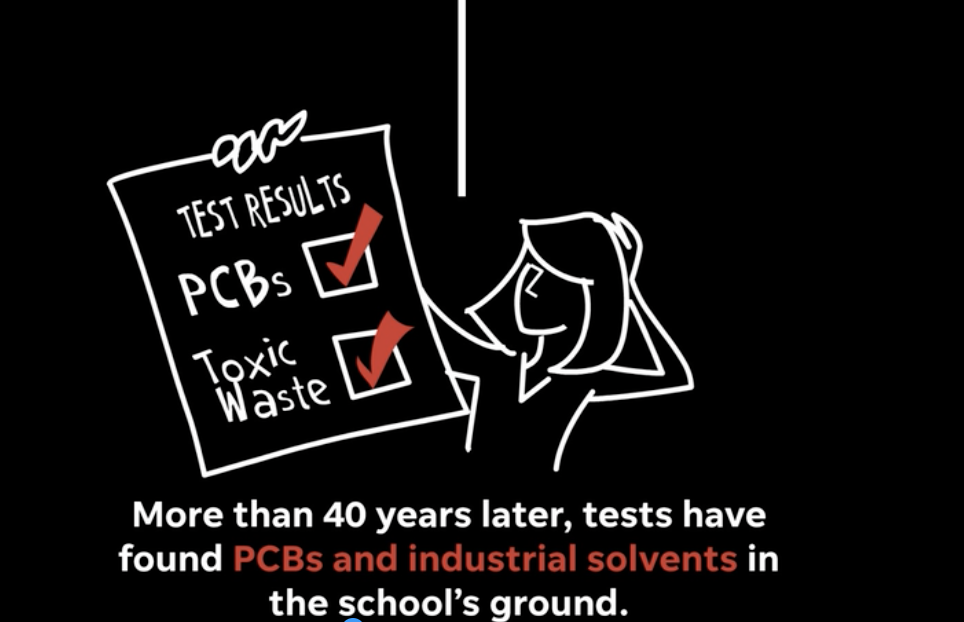 TEST RESULTS
PCBs
Toxic
Waste
More than 40 years later, tests have
found PCBs and industrial solvents in
the school’s ground.